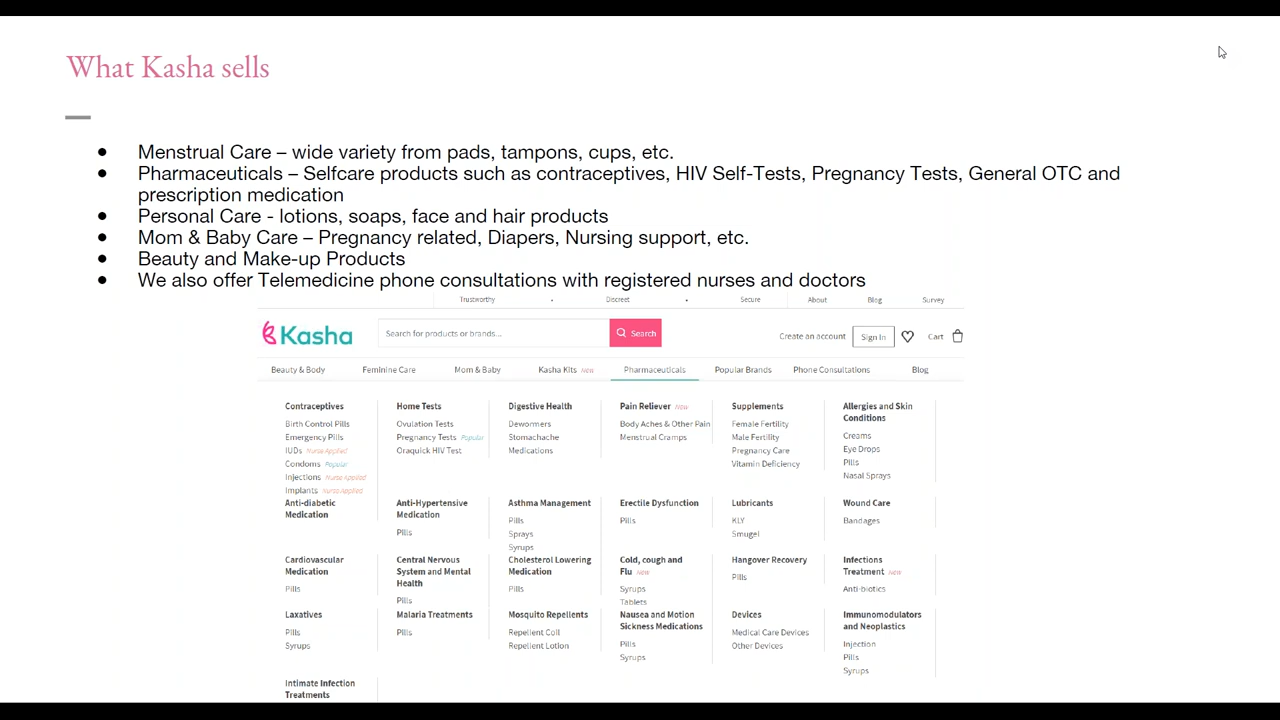 What Kasha sells
● Menstrual Care – wide variety from pads, tampons, cups, etc.
● Pharmaceuticals – Selfcare products such as contraceptives, HIV Self-Tests, Pregnancy Tests, General OTC and
prescription medication
● Personal Care - lotions, soaps, face and hair products
● Mom & Baby Care – Pregnancy related, Diapers, Nursing support, etc.
● Beauty and Make-up Products
● We also offer Telemedicine phone consultations with registered nurses and doctors
Trustworthy • Discreet • Secure About Blog Survey
Kasha Search for products or brands... Search Create an account Sign In Cart
Beauty & Body Feminine Care Mom & Baby Kasha Kits New Pharmaceuticals Popular Brands Phone Consultations Blog
Contraceptives
Birth Control Pills
Emergency Pills
IUDs Nurse Applied
Condoms Popular
Injections Nurse Applied
Implants Nurse Applied
Home Tests
Ovulation Tests
Pregnancy Tests Popular
Oraquick HIV Test
Digestive Health
Dewormers
Stomachache
Medications
Pain Reliever New
Body Aches & Other Pain
Menstrual Cramps
Supplements
Female Fertility
Male Fertility
Pregnancy Care
Vitamin Deficiency
Allergies and Skin
Conditions
Creams
Eye Drops
Pills
Nasal Sprays
Anti-diabetic
Medication
Anti-Hypertensive
Medication
Pills
Asthma Management
Pills
Sprays
Syrups
Erectile Dysfunction
Pills
Lubricants
KLY
Smugel
Wound Care
Bandages
Cardiovascular
Medication
Pills
Central Nervous
System and Mental
Health
Pills
Cholesterol Lowering
Medication
Pills
Cold, cough and
Flu New
Syrups
Tablets
Hangover Recovery
Pills
Infections
Treatment New
Anti-biotics
Laxatives
Pills
Syrups
Malaria Treatments
Pills
Mosquito Repellents
Repellent Coil
Repellent Lotion
Nausea and Motion
Sickness Medications
Pills
Syrups
Devices
Medical Care Devices
Other Devices
Immunomodulators
and Neoplastics
Injection
Pills
Syrups
Intimate Infection
Treatments